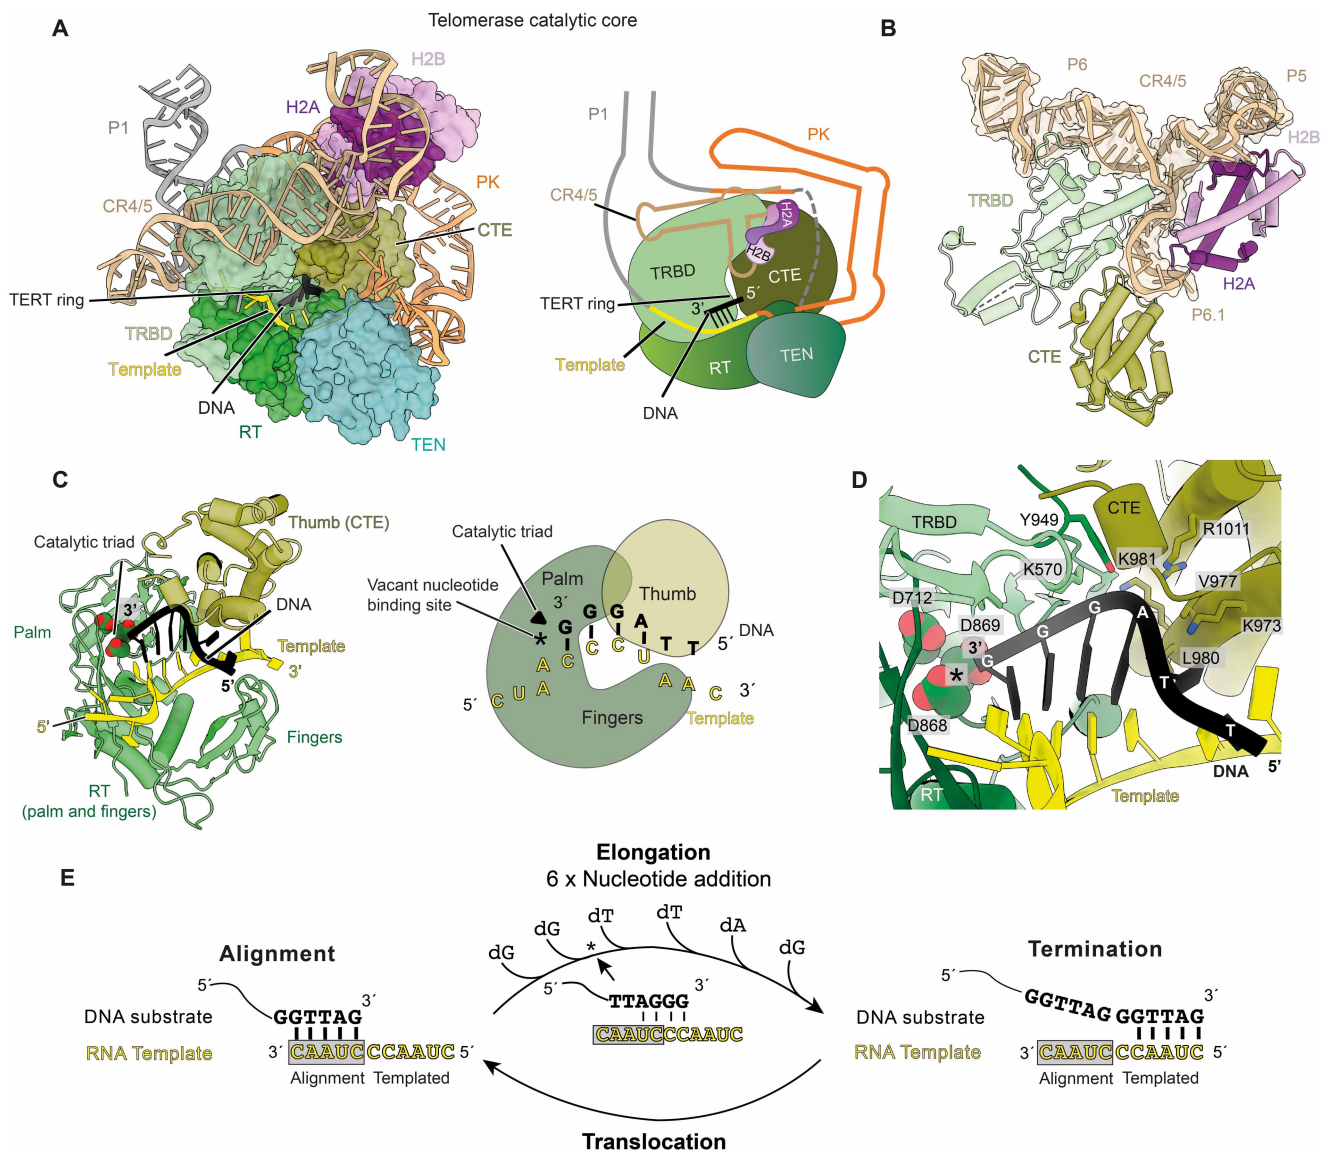 Telomerase catalytic core
A
H2B
H2A
P1
CR4/5
PK
CTE
TERT ring
TRBD
Template
DNA
RT
TEN
P1
PK
CR4/5
H2A
H2B
TRBD
CTE
5´
3´
TERT ring
Template
RT
TEN
DNA
B
P6
CR4/5
P5
H2B
TRBD
H2A
P6.1
CTE
C
Thumb (CTE)
Catalytic triad
3’
DNA
Palm
Template
3’
5’
5’
Fingers
RT
(palm and fingers)
Catalytic triad
Vacant nucleotide
binding site
Palm
Thumb
3´
G G G A T T
5´ DNA
*
A C C C U
5´ C U A A A C 3´
Fingers
Template
D
TRBD
Y949
CTE
R1011
K981
K570
V977
D712
G A
D869
K973
G
3’
G
L980
*
T
D868
T
DNA 5’
RT
Template
E
Elongation
6 x Nucleotide addition
dG dG dT dT dA dG
*
5´ TTAGGG 3´
CAAUCCCAAUC
Alignment
5´
3´
DNA substrate GGTTAG
RNA Template 3´ CAAUCCCAAUC 5´
Alignment Templated
Termination
5´
3´
DNA substrate GGTTAG GGTTAG
RNA Template 3´ CAAUCCCAAUC 5´
Alignment Templated
Translocation